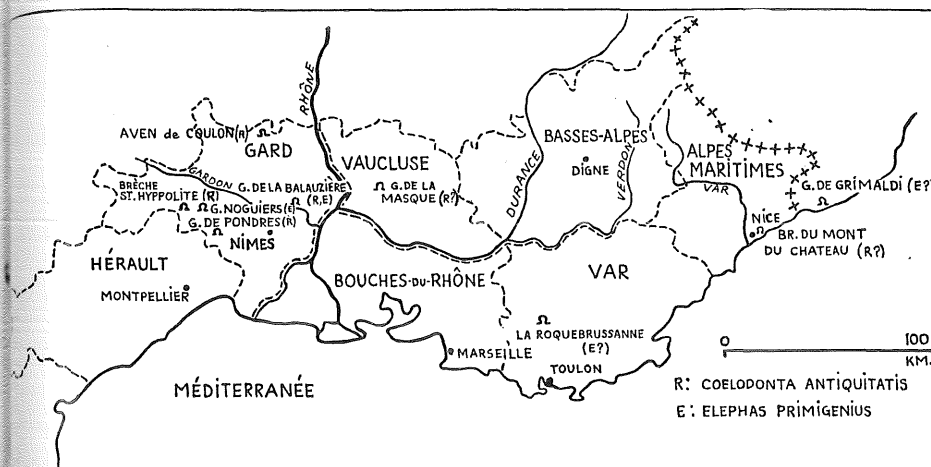 RHÔNE
AVEN de COULON (R)
GARD
VAUCLUSE
BASSES-ALPES
DIGNE
DURANCE
VERDON
ALPES
MARITIMES
VAR
GARDON
G. DE LA BALAUZIÈRE
(R,E)
G. DE LA
MASQUE (R?)
BRÈCHE
ST. HYPPOLITE (R)
G. NOGUIERS (E)
G. DE PONDRES (R)
NÎMES
G. DE GRIMALDI (E?)
NICE
BR. DU MONT
DU CHATEAU (R?)
HÉRAULT
MONTPELLIER
BOUCHES-DU-RHÔNE
VAR
LA ROQUEBRUSSANNE
(E?)
MARSEILLE
TOULON
MÉDITERRANÉE
0 100
KM.
R: COELODONTA ANTIQUITATIS
E: ELEPHAS PRIMIGENIUS